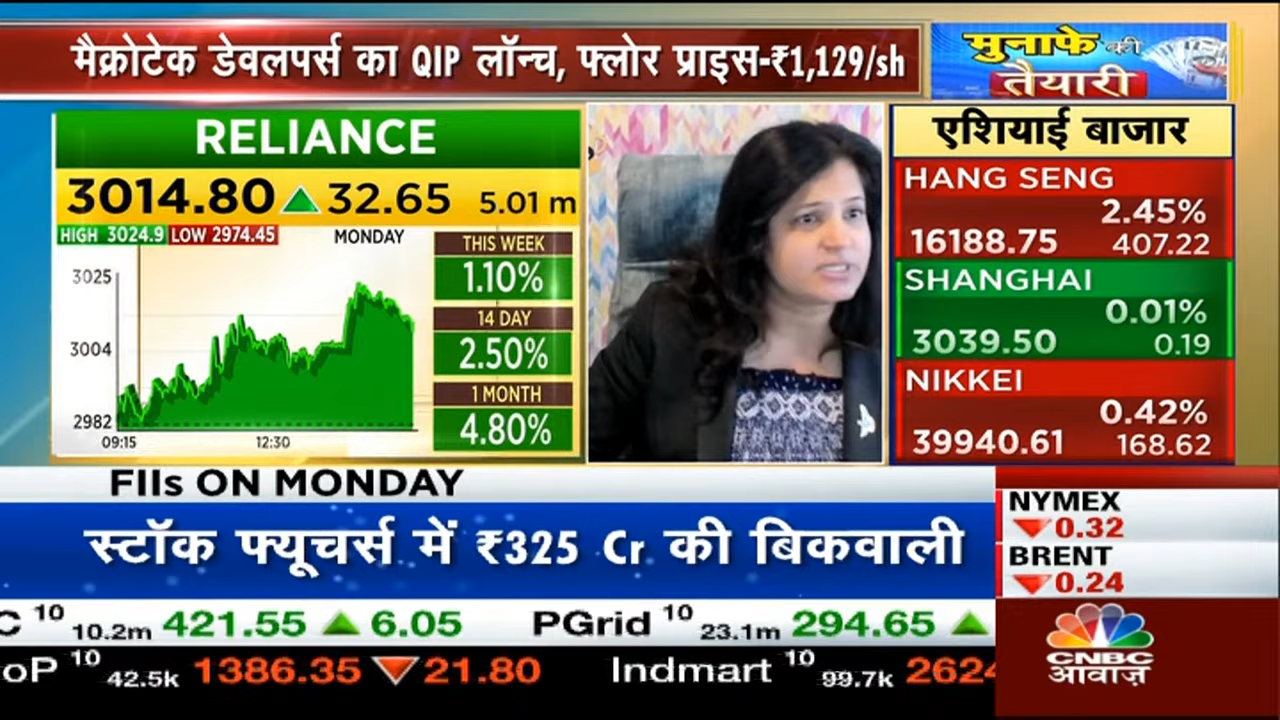 मैक्रोटेक डेवलपर्स का QIP लॉन्च, फ्लोर प्राइस-₹1,129/sh
मुनाफे की
तैयारी
RELIANCE
3014.80 ▲ 32.65 5.01 m
HIGH 3024.9 LOW 2974.45 MONDAY
3025
3004
2982
09:15 12:30
THIS WEEK
1.10%
14 DAY
2.50%
1 MONTH
4.80%
एशियाई बाजार
HANG SENG
2.45%
16188.75 407.22
SHANGHAI
0.01%
3039.50 0.19
NIKKEI
0.42%
39940.61 168.62
FIIs ON MONDAY
स्टॉक फ्यूचर्स में ₹325 Cr की बिकवाली
NYMEX
▼0.32
BRENT
▼0.24
C 10 10.2m 421.55 ▲ 6.05 PGrid 10 23.1m 294.65 ▲
oP 10 42.5k 1386.35 ▼ 21.80 Indmart 10 99.7k 2624
CNBC
आवाज़